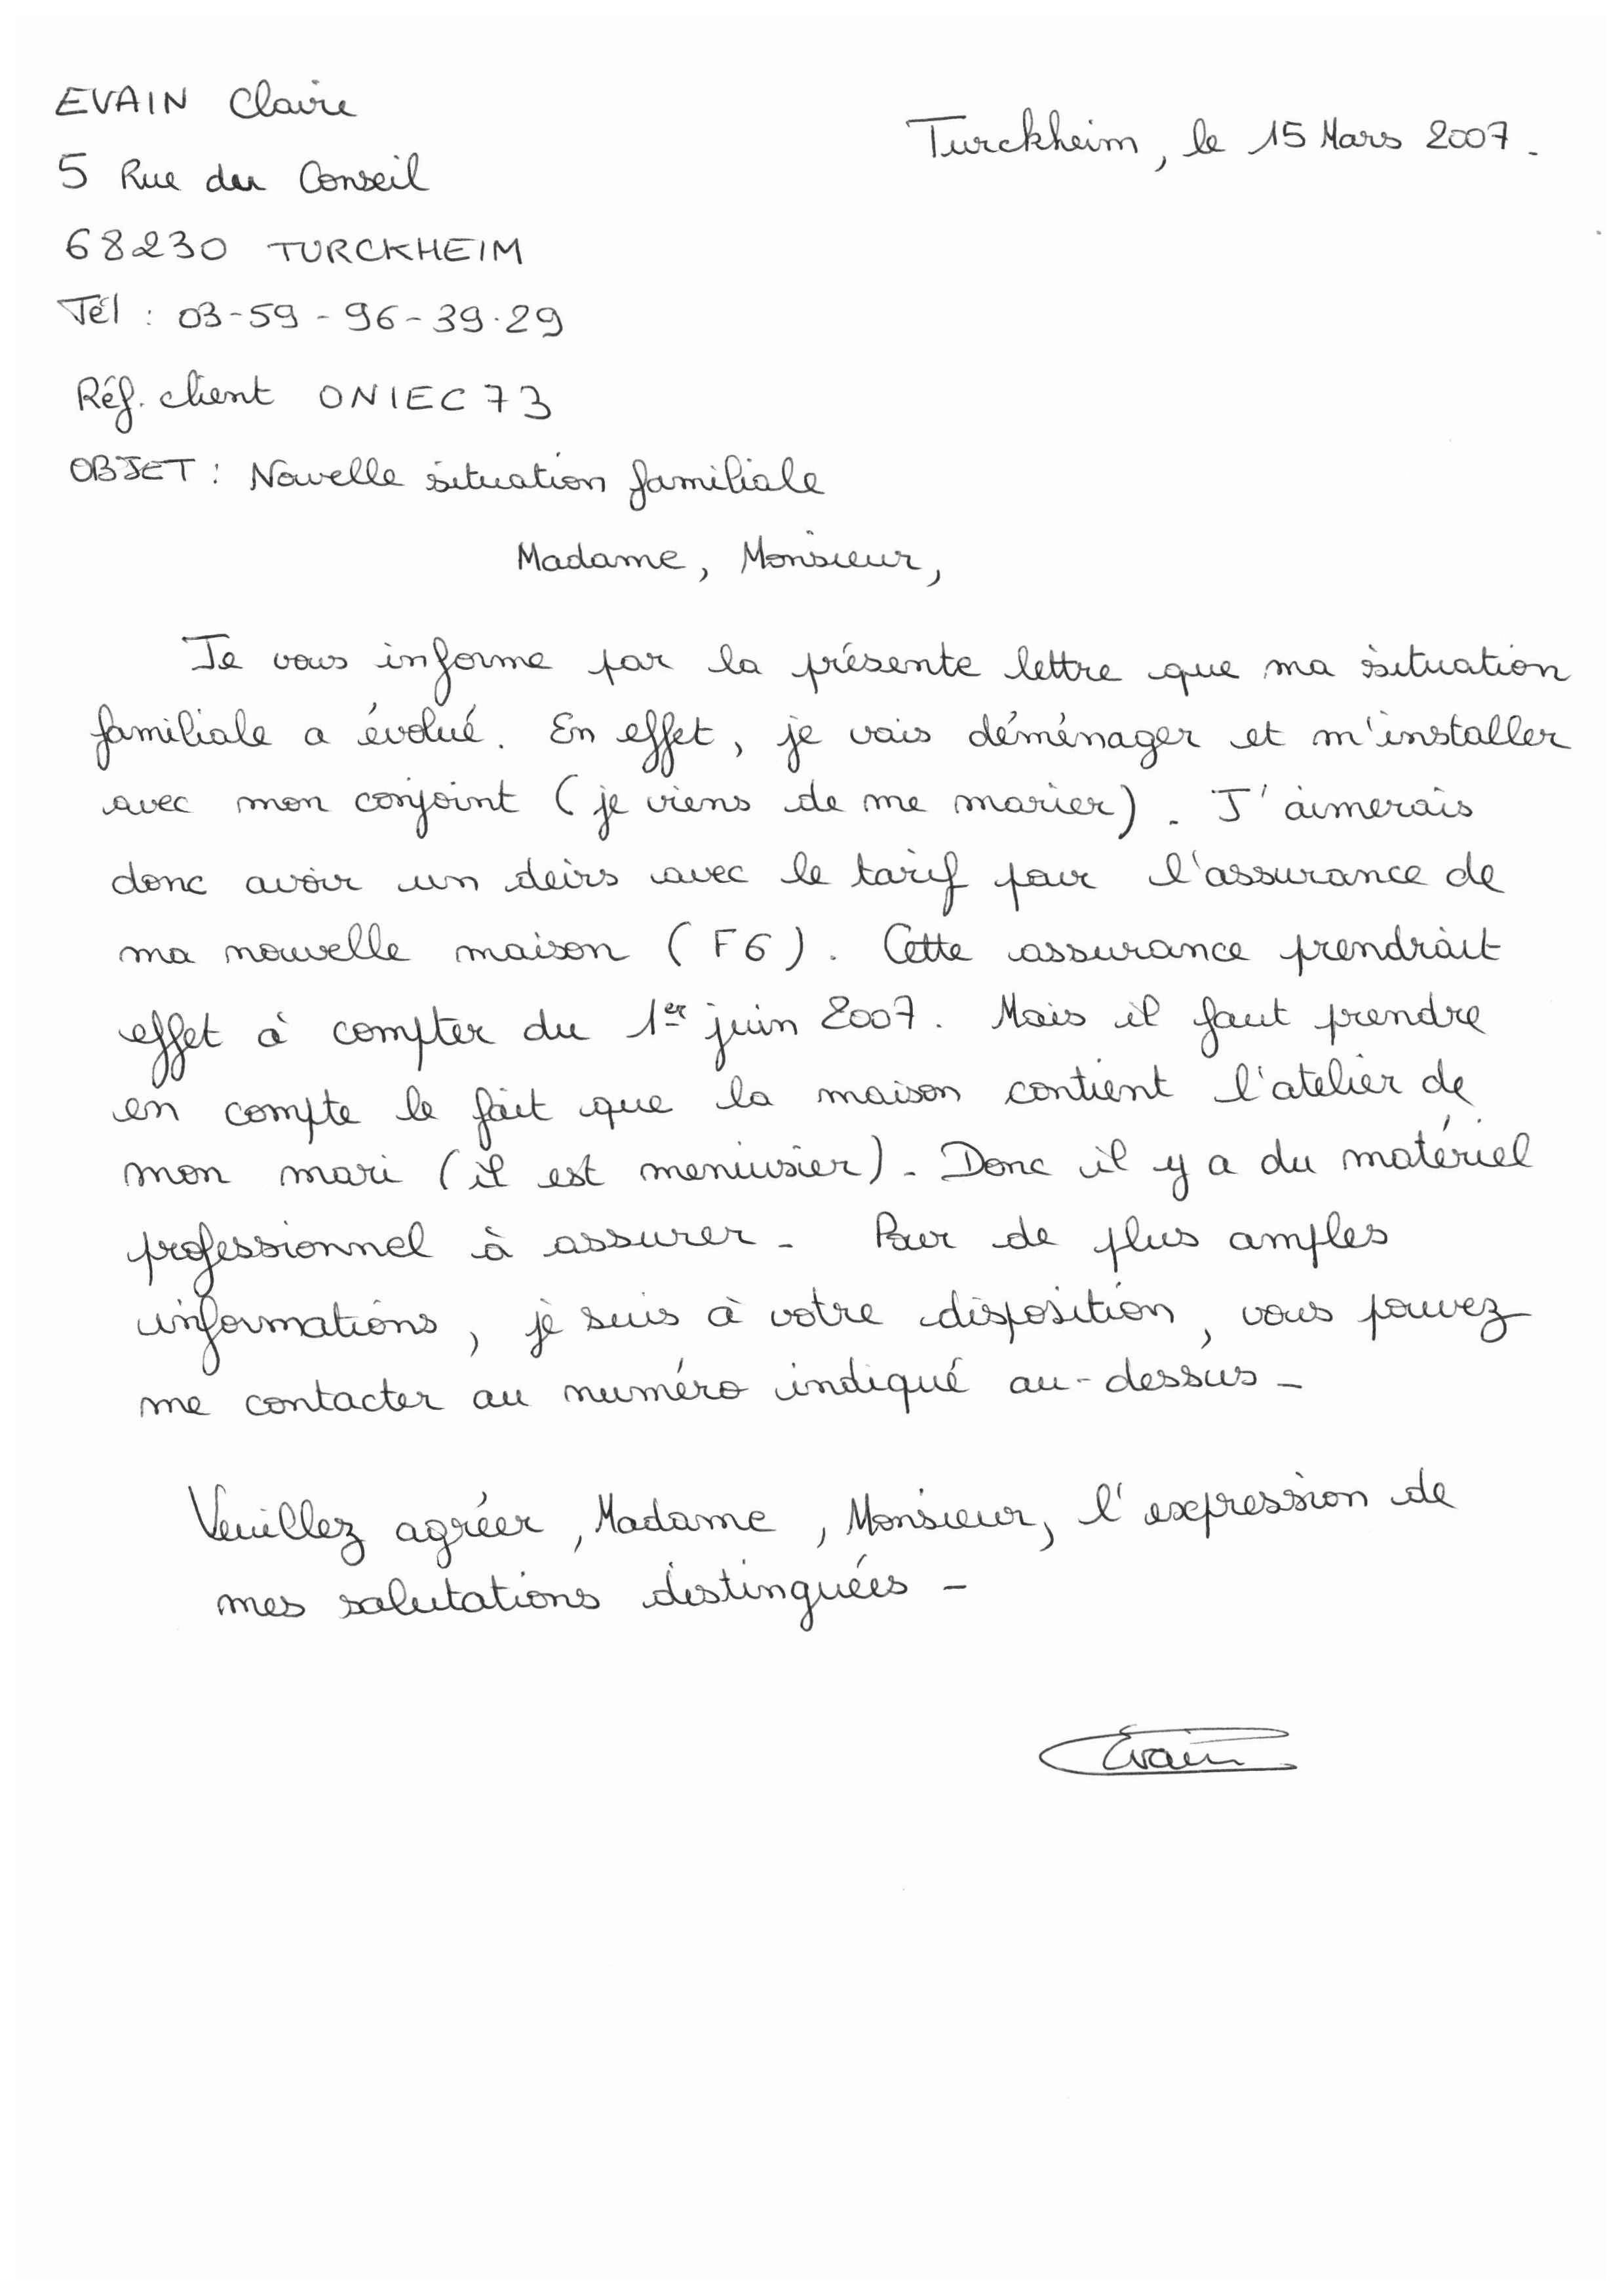 EVAIN Claire
Turckheim, le 15 Mars 2007.
5 Rue du Conseil
68230 TURCKHEIM
Tél : 03-59-96-39-29
Réf. client ONIEC73
OBJET : Nouvelle situation familiale
Madame, Monsieur,
Je vous informe par la présente lettre que ma situation
familiale a évolué. En effet, je vais déménager et m'installer
avec mon conjoint (je viens de me marier). J'aimerais
donc avoir un deirs avec le tarif pour l'assurance de
ma nouvelle maison (F6). Cette assurance prendrait
effet à compter du 1er juin 2007. Mais il faut prendre
en compte le fait que la maison contient l'atelier de
mon mari (il est meniusier). Donc il y a du matériel
professionnel à assurer. Pour de plus amples
informations, je suis à votre disposition, vous pouvez
me contacter au numéro indiqué au-dessus.
Veuillez agréer, Madame, Monsieur, l'expression de
mes salutations distinguées.
Evain